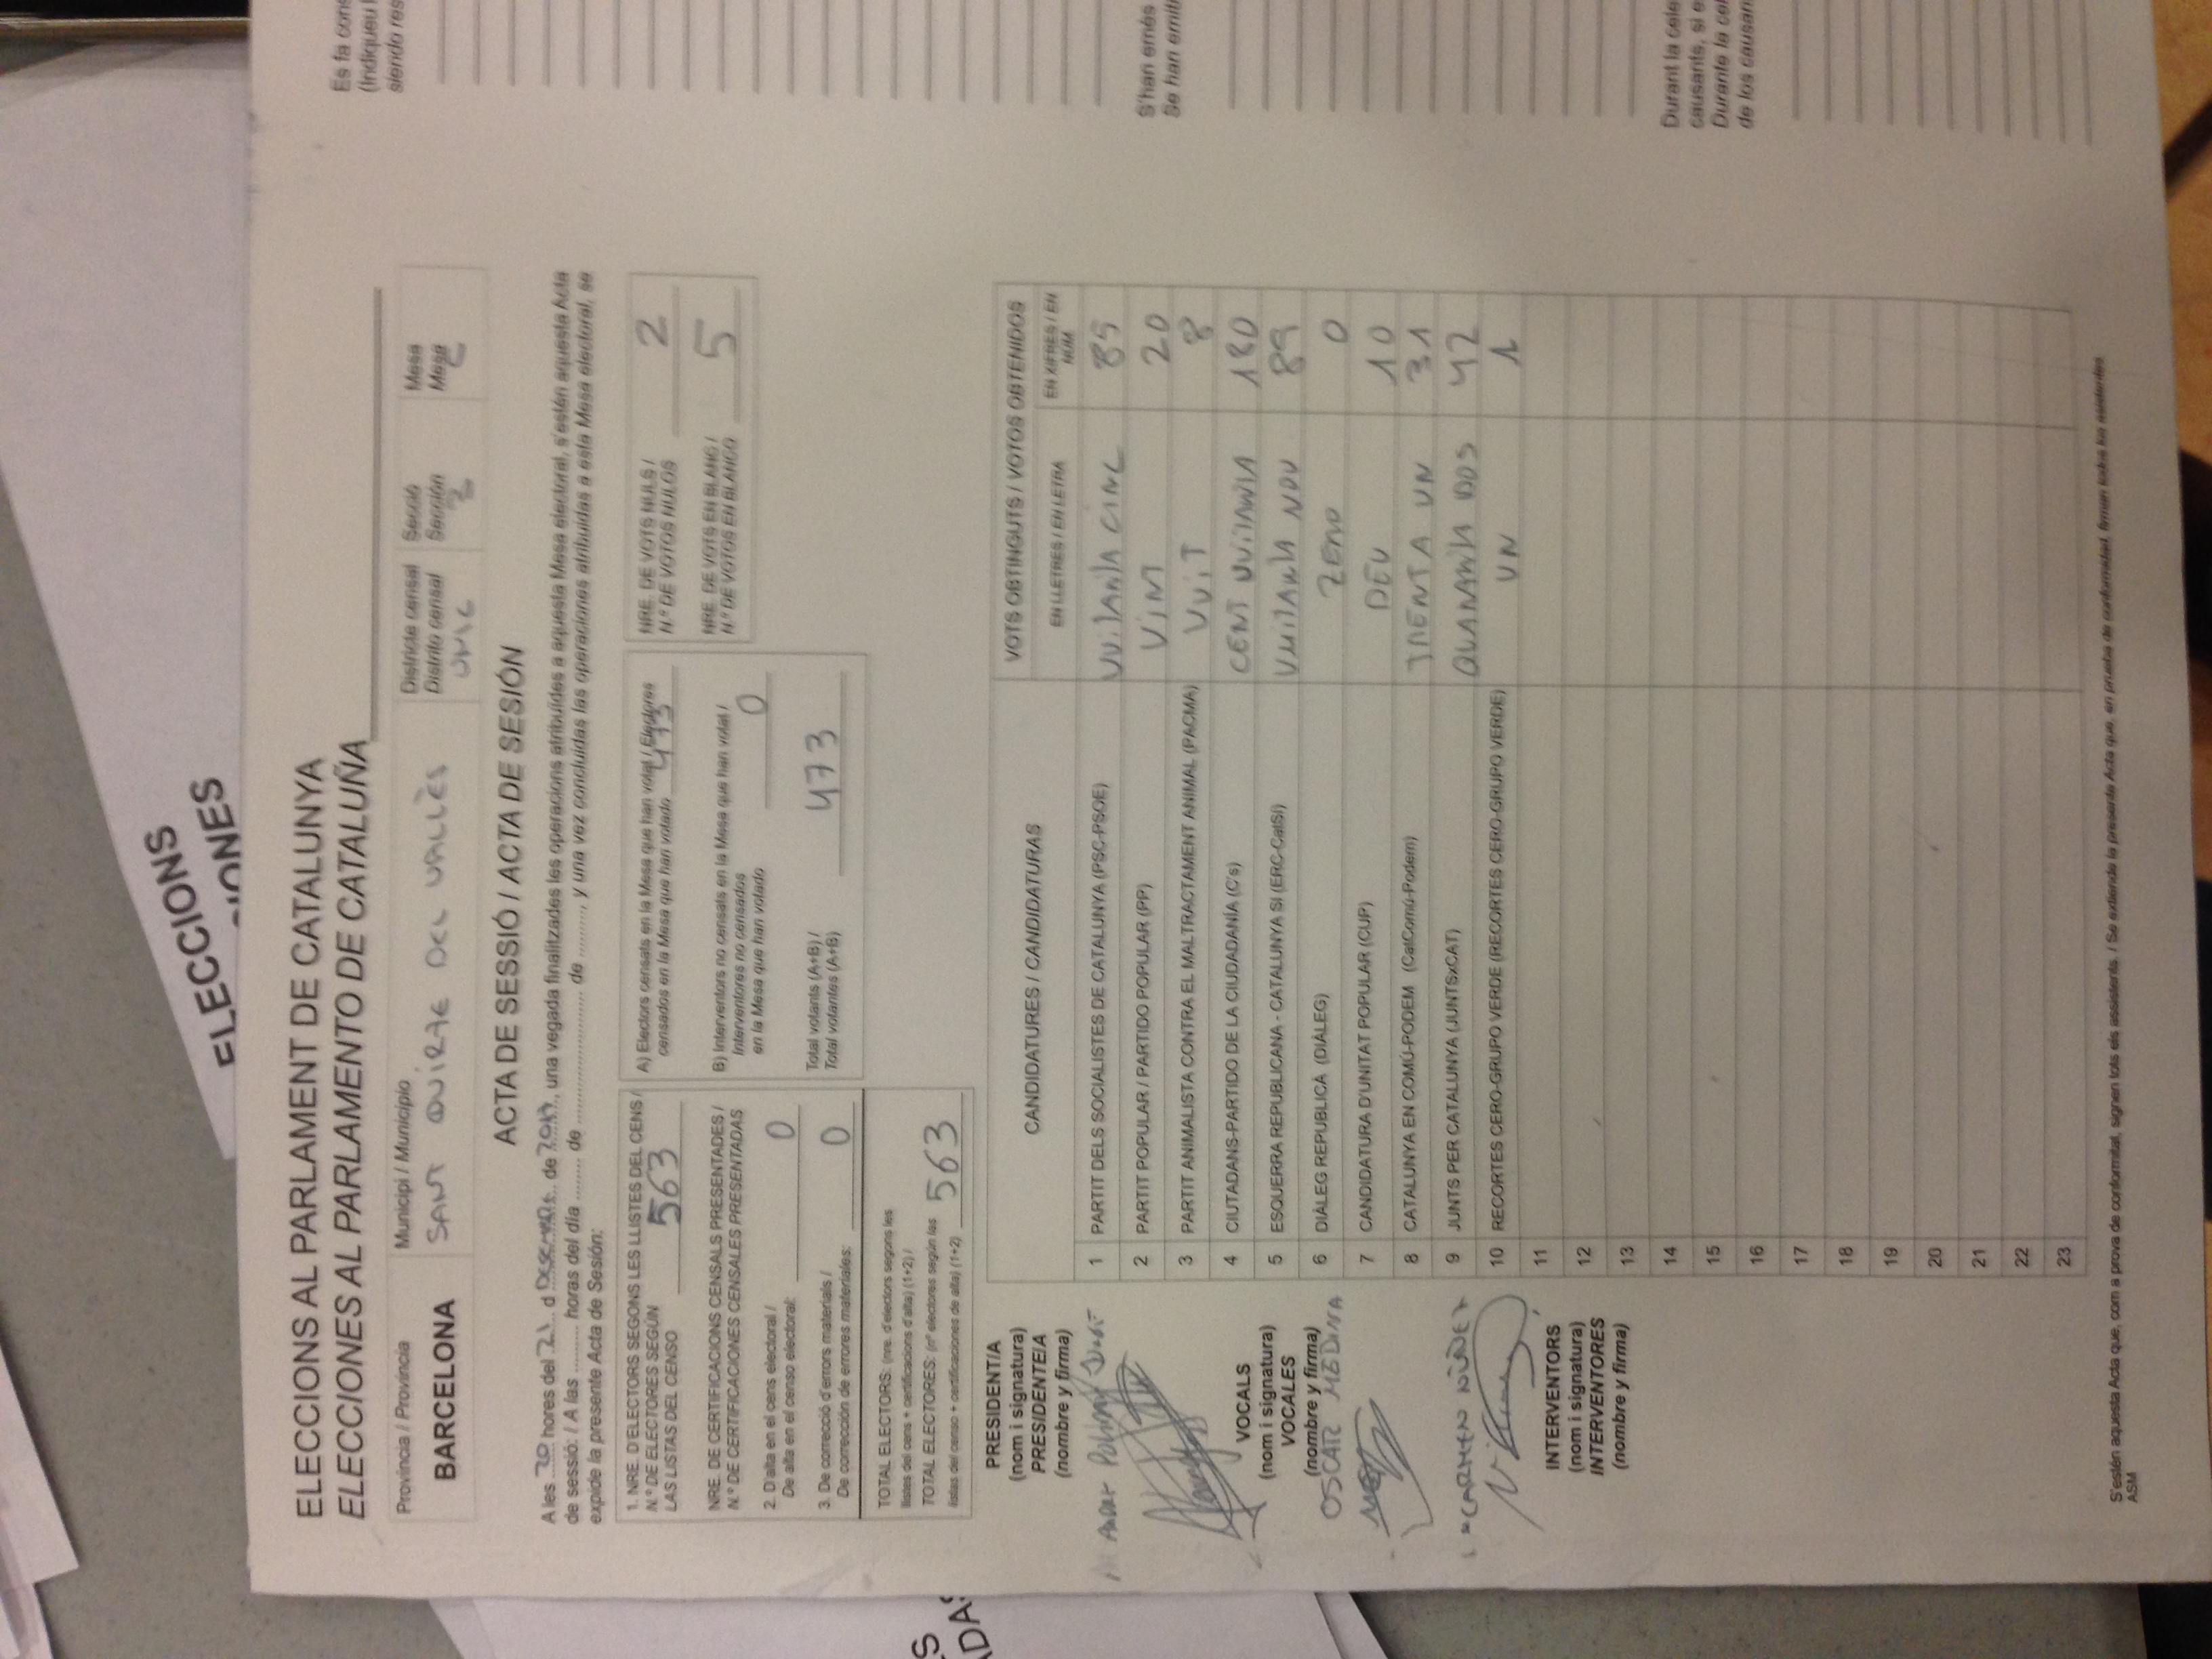 ELECCIONS
ELECCIONES AL PARLAMENT DE CATALUNYA
ELECCIONES AL PARLAMENTO DE CATALUÑA
Provincia / Provincia
BARCELONA
Municipi / Municipio
SANT QUIRZE DEL VALLÈS
Districte censal
Distrito censal
UNIC
Secció
Sección
Mesa
Mesa
C
ACTA DE SESSIÓ / ACTA DE SESIÓN
A les 20 hores del 21 d DESEMBRE de 2017, una vegada finalitzades les operacions atribuïdes a aquesta Mesa electoral, s'estén aquesta Acta
de sessió: / A las ......... horas del día ........ de .......................... de ........., y una vez concluidas las operaciones atribuidas a esta Mesa electoral, se
expide la presente Acta de Sesión:
1. NRE. D'ELECTORS SEGONS LES LLISTES DEL CENS /
N.º DE ELECTORES SEGÚN
LAS LISTAS DEL CENSO 563
NRE. DE CERTIFICACIONS CENSALS PRESENTADES /
N.º DE CERTIFICACIONES CENSALES PRESENTADAS
2. D'alta en el cens electoral /
De alta en el censo electoral: 0
3. De correcció d'errors materials /
De corrección de errores materiales: 0
TOTAL ELECTORS: (nre. d'electors segons les
llistes del cens + certificacions d'alta) (1+2) /
TOTAL ELECTORES: (nº electores según las
listas del censo + certificaciones de alta) (1+2) 563
A) Electors censats en la Mesa que han votat / Electores
censados en la Mesa que han votado 473
B) Interventors no censats en la Mesa que han votat /
Interventores no censados
en la Mesa que han votado 0
Total votants (A+B) /
Total votantes (A+B) 473
NRE. DE VOTS NULS /
N.º DE VOTOS NULOS 2
NRE. DE VOTS EN BLANC /
N.º DE VOTOS EN BLANCO 5
PRESIDENT/A
(nom i signatura)
PRESIDENTE/A
(nombre y firma)
VOCALS
(nom i signatura)
VOCALES
(nombre y firma)
OSCAR MEDINA
CARMEN NÚÑEZ
INTERVENTORS
(nom i signatura)
INTERVENTORES
(nombre y firma)
CANDIDATURES / CANDIDATURAS
VOTS OBTINGUTS / VOTOS OBTENIDOS
EN LLETRES / EN LETRA
EN XIFRES / EN
NÚM.
1 PARTIT DELS SOCIALISTES DE CATALUNYA (PSC-PSOE) VUITANTA CINC 85
2 PARTIT POPULAR / PARTIDO POPULAR (PP) VINT 20
3 PARTIT ANIMALISTA CONTRA EL MALTRACTAMENT ANIMAL (PACMA) VUIT 8
4 CIUTADANS-PARTIDO DE LA CIUDADANÍA (C's) CENT VUITANTA 180
5 ESQUERRA REPUBLICANA - CATALUNYA SÍ (ERC-CatSí) VUITANTA NOU 89
6 DIÀLEG REPUBLICÀ (DIÀLEG) ZERO 0
7 CANDIDATURA D'UNITAT POPULAR (CUP) DEU 10
8 CATALUNYA EN COMÚ-PODEM (CatComú-Podem) TRENTA UN 31
9 JUNTS PER CATALUNYA (JUNTSxCAT) QUARANTA DOS 42
10 RECORTES CERO-GRUPO VERDE (RECORTES CERO-GRUPO VERDE) UN 1
11
12
13
14
15
16
17
18
19
20
21
22
23
S'estén aquesta Acta que, com a prova de conformitat, signen tots els assistents. / Se extiende la presente Acta que, en prueba de conformidad, firman todos los asistentes.
ASM
Es fa cons
(Indiqueu l
siendo res
S'han emès
Se han emiti
Durant la cele
causants, si e
Durante la cel
de los causan